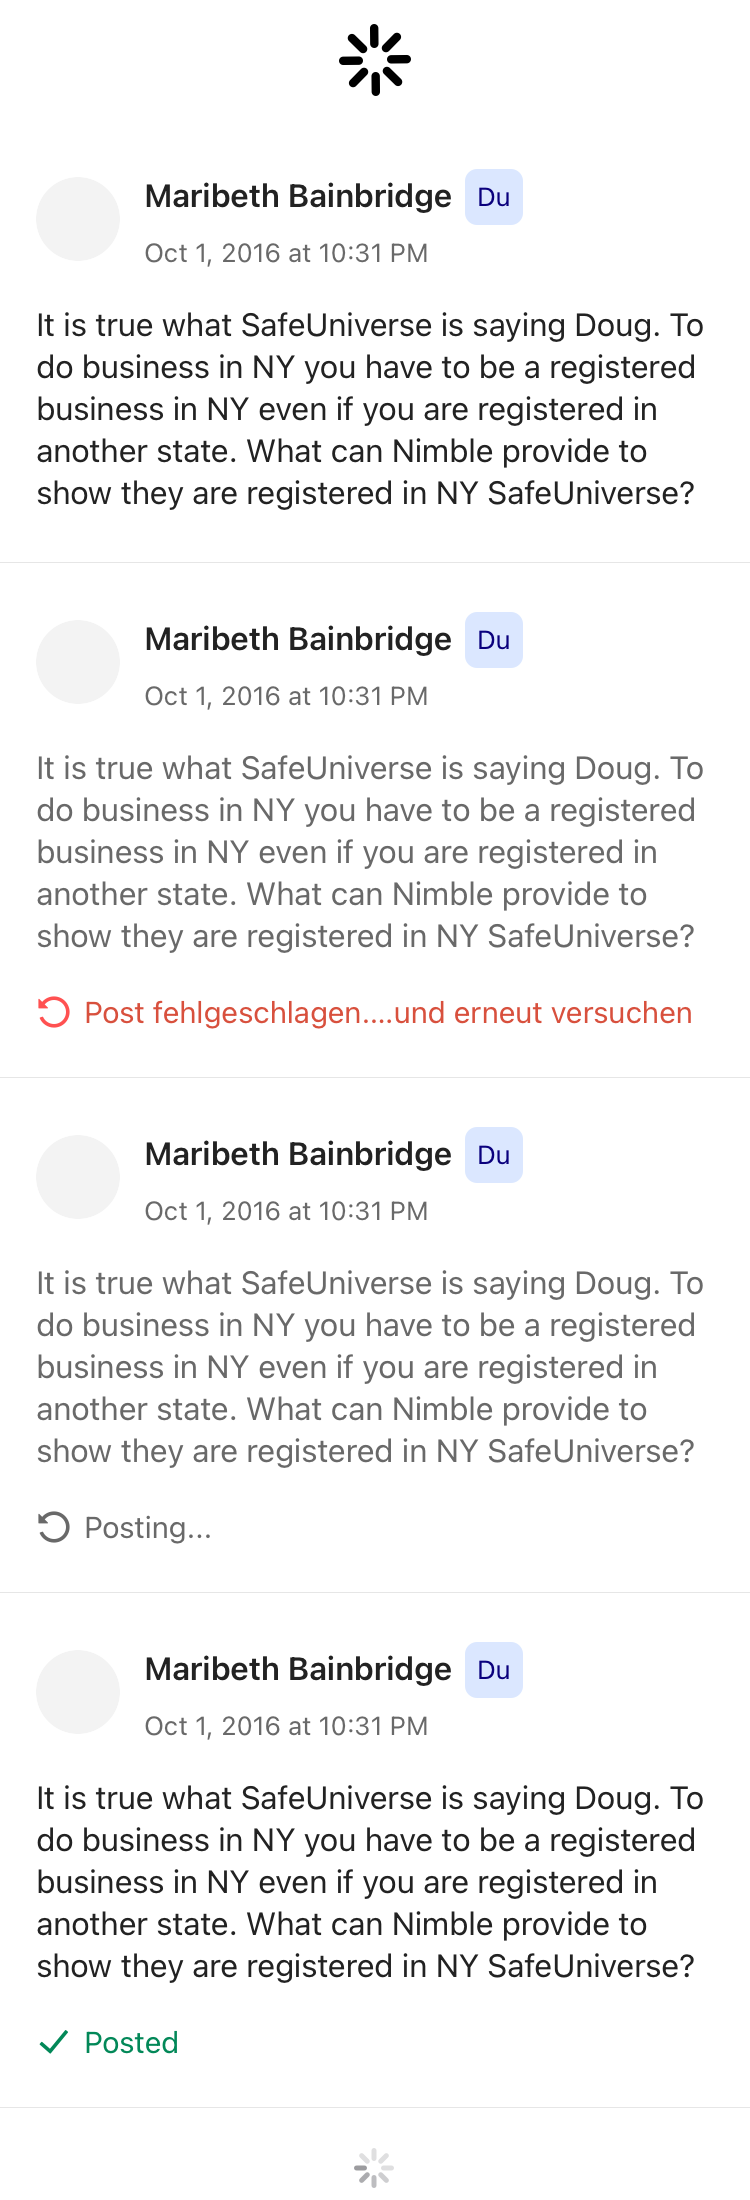 Maribeth Bainbridge Du
Oct 1, 2016 at 10:31 PM
It is true what SafeUniverse is saying Doug. To
do business in NY you have to be a registered
business in NY even if you are registered in
another state. What can Nimble provide to
show they are registered in NY SafeUniverse?
Maribeth Bainbridge Du
Oct 1, 2016 at 10:31 PM
It is true what SafeUniverse is saying Doug. To
do business in NY you have to be a registered
business in NY even if you are registered in
another state. What can Nimble provide to
show they are registered in NY SafeUniverse?
Post fehlgeschlagen....und erneut versuchen
Maribeth Bainbridge Du
Oct 1, 2016 at 10:31 PM
It is true what SafeUniverse is saying Doug. To
do business in NY you have to be a registered
business in NY even if you are registered in
another state. What can Nimble provide to
show they are registered in NY SafeUniverse?
Posting...
Maribeth Bainbridge Du
Oct 1, 2016 at 10:31 PM
It is true what SafeUniverse is saying Doug. To
do business in NY you have to be a registered
business in NY even if you are registered in
another state. What can Nimble provide to
show they are registered in NY SafeUniverse?
Posted